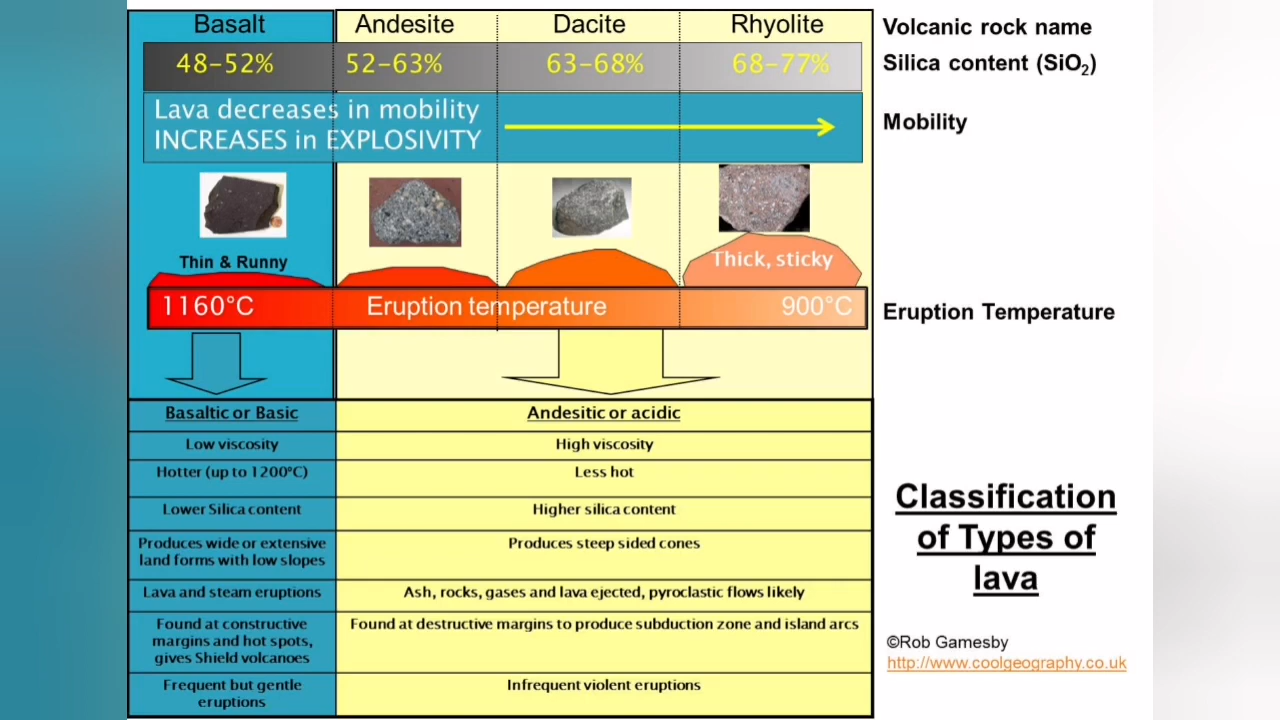 Basalt Andesite Dacite Rhyolite Volcanic rock name
48-52% 52-63% 63-68% 68-77% Silica content (SiO₂)
Lava decreases in mobility
INCREASES in EXPLOSIVITY
Mobility
Thin & Runny
Thick, sticky
1160°C Eruption temperature 900°C Eruption Temperature
Basaltic or Basic Andesitic or acidic
Low viscosity High viscosity
Hotter (up to 1200°C) Less hot
Lower Silica content Higher silica content
Produces wide or extensive
land forms with low slopes
Produces steep sided cones
Lava and steam eruptions Ash, rocks, gases and lava ejected, pyroclastic flows likely
Found at constructive
margins and hot spots,
gives Shield volcanoes
Found at destructive margins to produce subduction zone and island arcs
Frequent but gentle
eruptions
Infrequent violent eruptions
Classification
of Types of
lava
©Rob Gamesby
http://www.coolgeography.co.uk